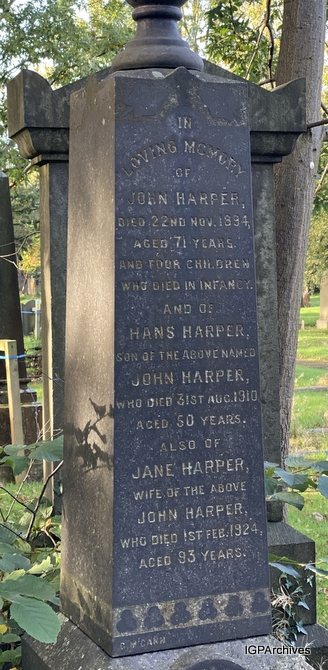 IN
LOVING MEMORY
OF
JOHN HARPER,
DIED 22ND NOV. 1894,
AGED 71 YEARS.
AND FOUR CHILDREN
WHO DIED IN INFANCY.
AND OF
HANS HARPER,
SON OF THE ABOVE NAMED
JOHN HARPER,
WHO DIED 31ST AUG. 1910
AGED 50 YEARS.
ALSO OF
JANE HARPER,
WIFE OF THE ABOVE
JOHN HARPER,
WHO DIED 1ST FEB. 1924,
AGED 93 YEARS.
McCANN
IGPArchives